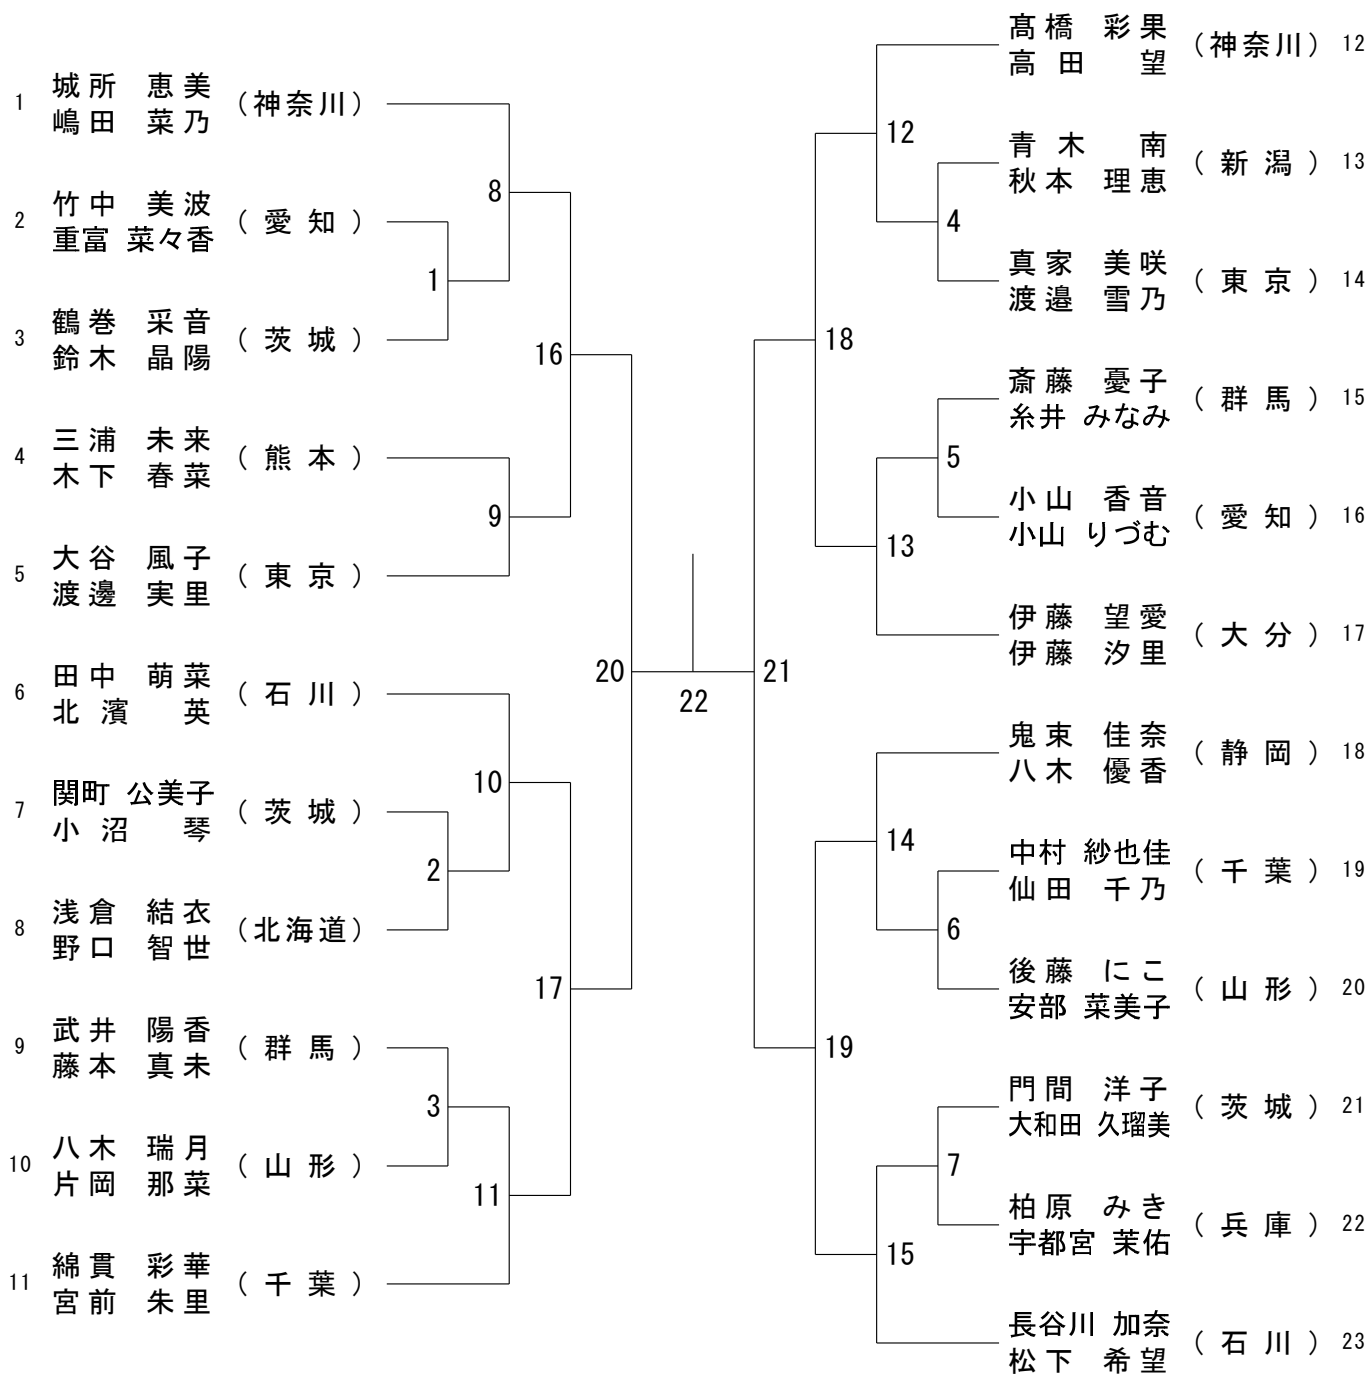 1 城所 恵美 (神奈川)
嶋田 菜乃
2 竹中 美波 (愛知)
重富 菜々香
3 鶴巻 采音 (茨城)
鈴木 晶陽
4 三浦 未来 (熊本)
木下 春菜
5 大谷 風子 (東京)
渡邊 実里
6 田中 萌菜 (石川)
北濱 英
7 関町 公美子 (茨城)
小沼 琴
8 浅倉 結衣 (北海道)
野口 智世
9 武井 陽香 (群馬)
藤本 真未
10 八木 瑞月 (山形)
片岡 那菜
11 綿貫 彩華 (千葉)
宮前 朱里
8
1
16
9
20
10
2
17
3
11
22
髙橋 彩果 (神奈川) 12
高田 望
青木 南 (新潟) 13
秋本 理恵
真家 美咲 (東京) 14
渡邉 雪乃
斎藤 憂子 (群馬) 15
糸井 みなみ
小山 香音 (愛知) 16
小山 りづむ
伊藤 望愛 (大分) 17
伊藤 汐里
鬼束 佳奈 (静岡) 18
八木 優香
中村 紗也佳 (千葉) 19
仙田 千乃
後藤 にこ (山形) 20
安部 菜美子
門間 洋子 (茨城) 21
大和田 久瑠美
柏原 みき (兵庫) 22
宇都宮 茉佑
長谷川 加奈 (石川) 23
松下 希望
12
4
18
5
13
21
14
6
19
7
15